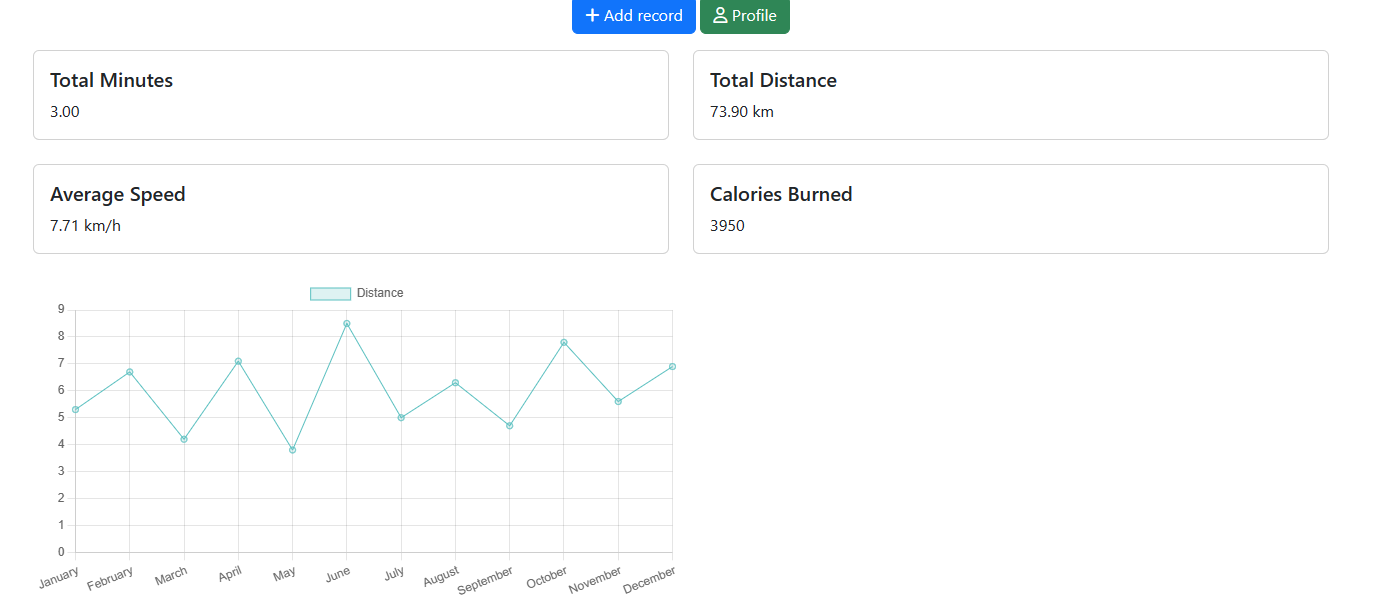 Add record Profile
Total Minutes
3.00
Total Distance
73.90 km
Average Speed
7.71 km/h
Calories Burned
3950
Distance
9
8
7
6
5
4
3
2
1
0
January February March April May June July August September October November December